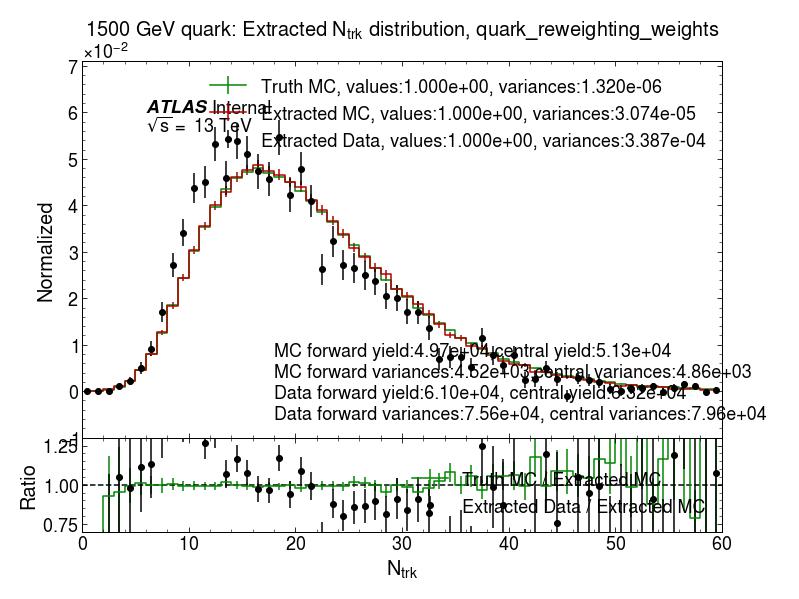 1500 GeV quark: Extracted Ntrk distribution, quark_reweighting_weights
×10−2
Truth MC, values:1.000e+00, variances:1.320e-06
ATLAS Internal
Extracted MC, values:1.000e+00, variances:3.074e-05
√s = 13 TeV
Extracted Data, values:1.000e+00, variances:3.387e-04
7
6
5
4
3
2
1
0
−1
Normalized
MC forward yield:4.97e+04,central yield:5.13e+04
MC forward variances:4.52e+03, central variances:4.86e+03
Data forward yield:6.10e+04, central yield:6.32e+04
Data forward variances:7.56e+04, central variances:7.96e+04
1.25
1.00
0.75
Ratio
Truth MC / Extracted MC
Extracted Data / Extracted MC
0 10 20 30 40 50 60
Ntrk